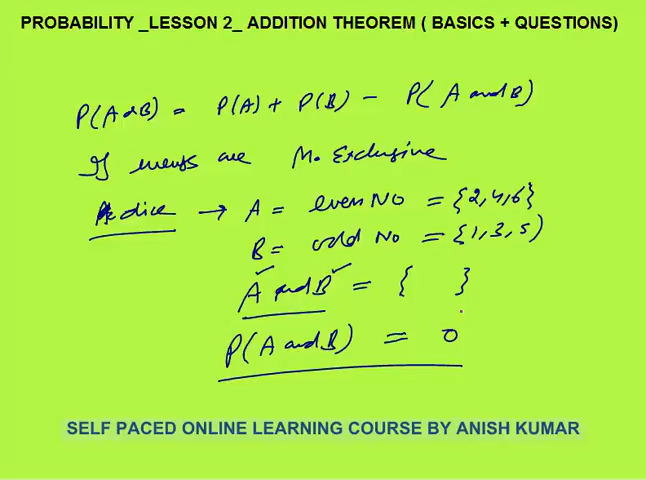 PROBABILITY _LESSON 2_ ADDITION THEOREM ( BASICS + QUESTIONS)
P(A or B) = P(A) + P(B) - P( A and B)
If events are M. Exclusive
A dice → A = even No = {2,4,6}
B = odd No = {1, 3, 5)
A and B = { }
P(A and B) = 0
SELF PACED ONLINE LEARNING COURSE BY ANISH KUMAR